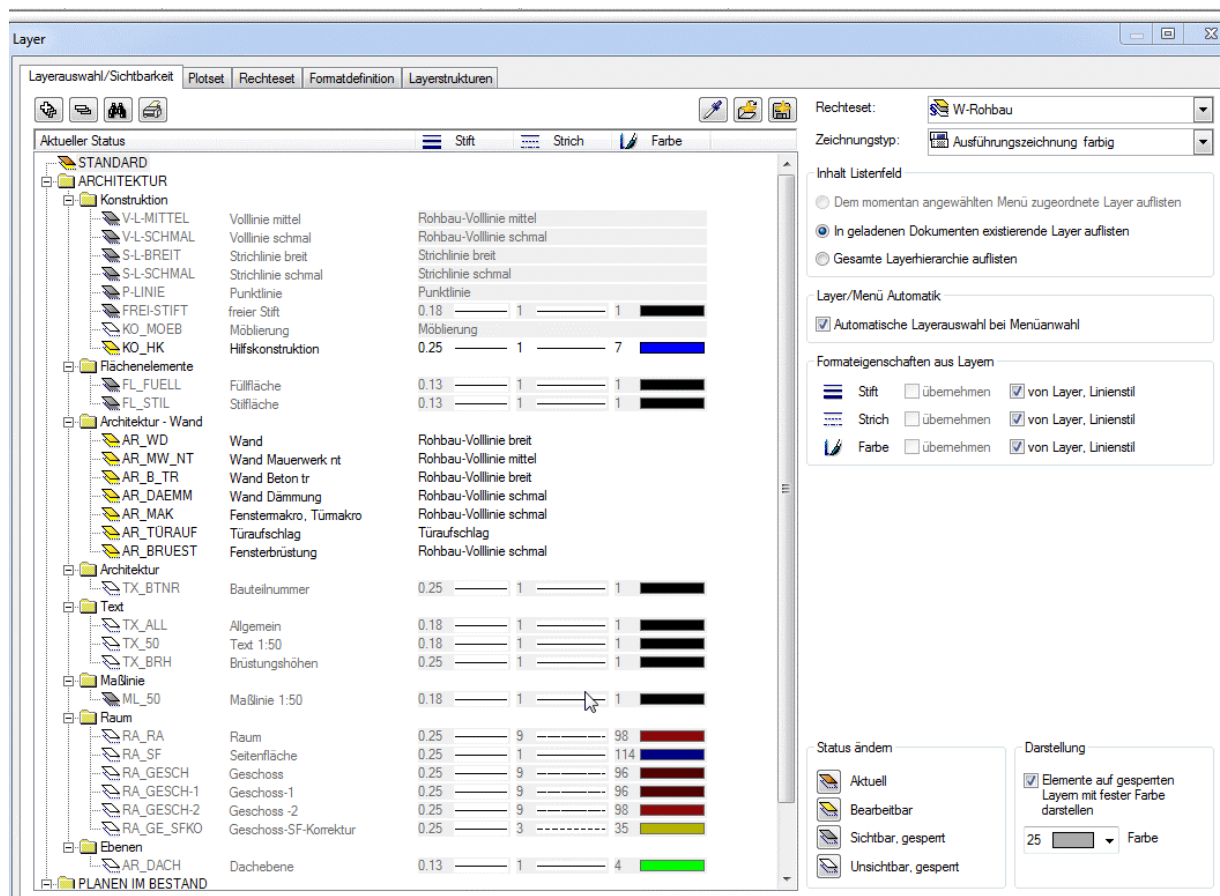 Layer
Layerauswahl/Sichtbarkeit Plotset Rechteset Formatdefinition Layerstrukturen
Aktueller Status Stift Strich Farbe
STANDARD
ARCHITEKTUR
Konstruktion
V-L-MITTEL Volllinie mittel Rohbau-Volllinie mittel
V-L-SCHMAL Volllinie schmal Rohbau-Volllinie schmal
S-L-BREIT Strichlinie breit Strichlinie breit
S-L-SCHMAL Strichlinie schmal Strichlinie schmal
P-LINIE Punktlinie Punktlinie
FREI-STIFT freier Stift 0.18 1 1
KO_MOEB Möblierung Möblierung
KO_HK Hilfskonstruktion 0.25 1 7
Flächenelemente
FL_FUELL Füllfläche 0.13 1 1
FL_STIL Stilfläche 0.13 1 1
Architektur - Wand
AR_WD Wand Rohbau-Volllinie breit
AR_MW_NT Wand Mauerwerk nt Rohbau-Volllinie mittel
AR_B_TR Wand Beton tr Rohbau-Volllinie breit
AR_DAEMM Wand Dämmung Rohbau-Volllinie schmal
AR_MAK Fenstermakro, Türmakro Rohbau-Volllinie schmal
AR_TÜRAUF Türaufschlag Türaufschlag
AR_BRUEST Fensterbrüstung Rohbau-Volllinie schmal
Architektur
TX_BTNR Bauteilnummer 0.25 1 1
Text
TX_ALL Allgemein 0.18 1 1
TX_50 Text 1:50 0.18 1 1
TX_BRH Brüstungshöhen 0.25 1 1
Maßlinie
ML_50 Maßlinie 1:50 0.18 1 1
Raum
RA_RA Raum 0.25 9 98
RA_SF Seitenfläche 0.25 1 114
RA_GESCH Geschoss 0.25 9 96
RA_GESCH-1 Geschoss-1 0.25 9 96
RA_GESCH-2 Geschoss -2 0.25 9 98
RA_GE_SFKO Geschoss-SF-Korrektur 0.25 3 35
Ebenen
AR_DACH Dachebene 0.13 1 4
PLANEN IM BESTAND
Rechteset: W-Rohbau
Zeichnungstyp: Ausführungszeichnung farbig
Inhalt Listenfeld
Dem momentan angewählten Menü zugeordnete Layer auflisten
In geladenen Dokumenten existierende Layer auflisten
Gesamte Layerhierarchie auflisten
Layer/Menü Automatik
Automatische Layerauswahl bei Menüanwahl
Formateigenschaften aus Layern
Stift übernehmen von Layer, Linienstil
Strich übernehmen von Layer, Linienstil
Farbe übernehmen von Layer, Linienstil
Status ändern
Aktuell
Bearbeitbar
Sichtbar, gesperrt
Unsichtbar, gesperrt
Darstellung
Elemente auf gesperrten
Layern mit fester Farbe
darstellen
25 Farbe